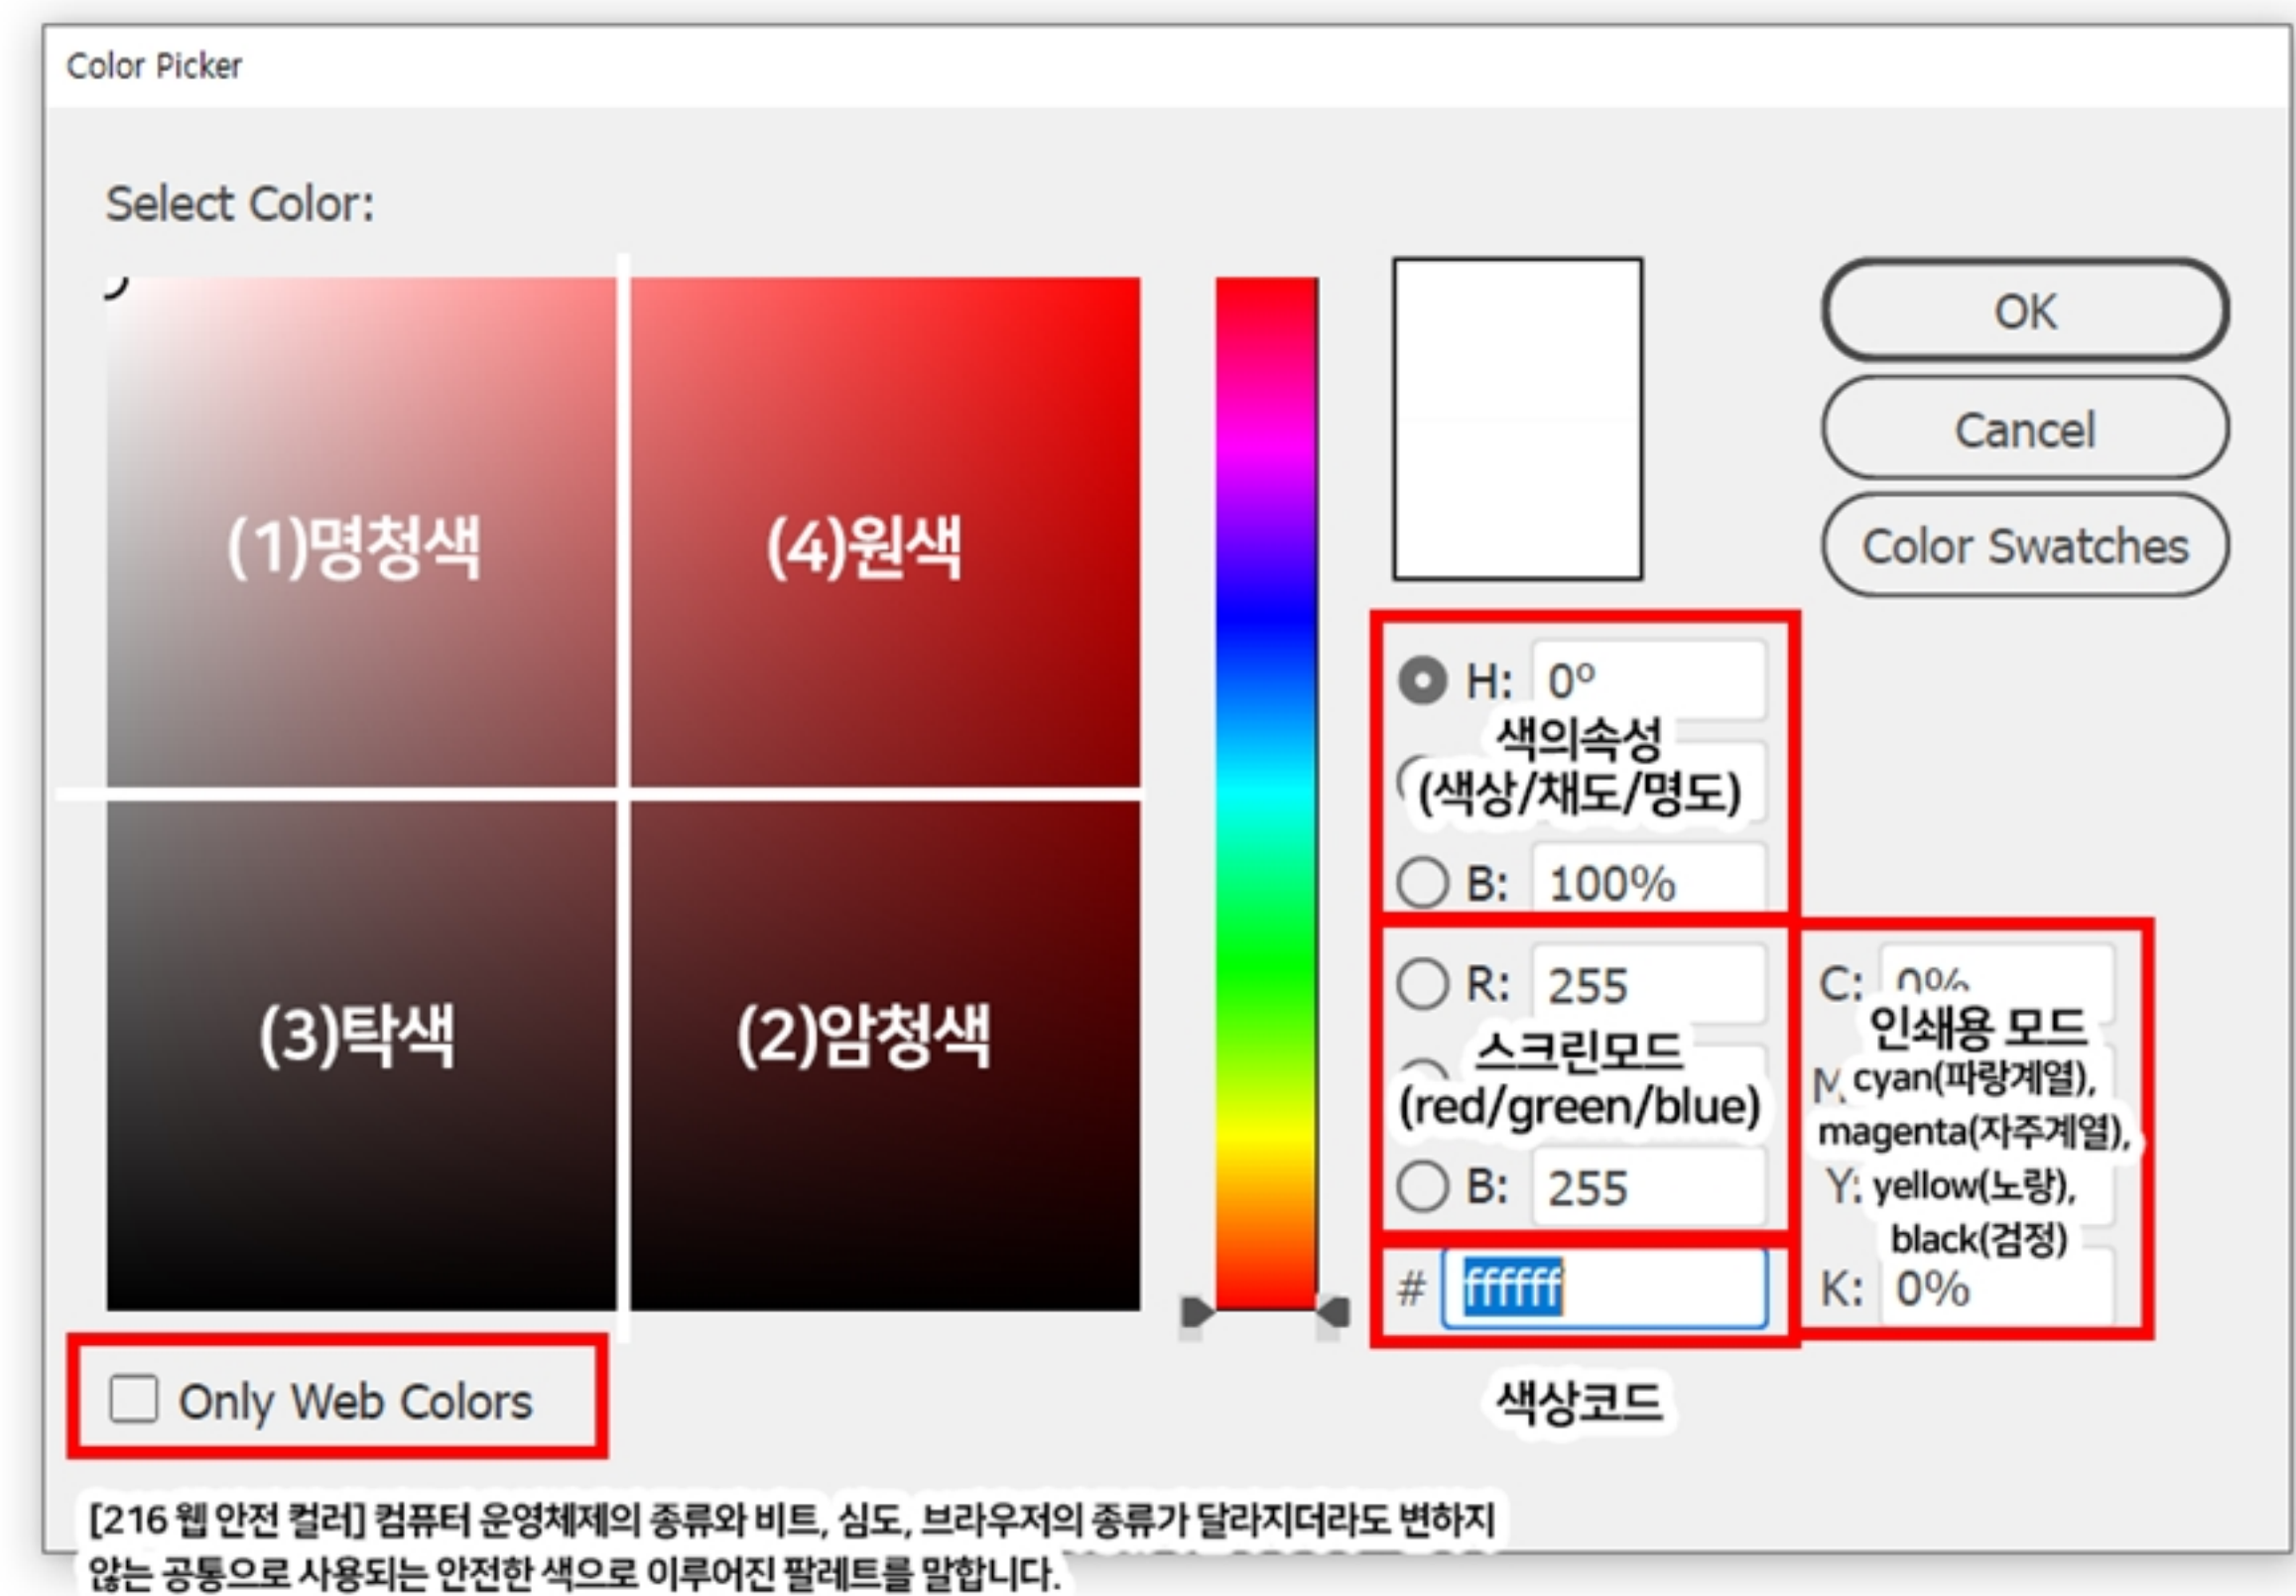 Color Picker
Select Color:
OK
Cancel
Color Swatches
(1)명청색
(4)원색
(3)탁색
(2)암청색
H: 0º
색의속성
(색상/채도/명도)
B: 100%
R: 255
스크린모드
(red/green/blue)
B: 255
# ffffff
색상코드
C: 0%
인쇄용 모드
M cyan(파랑계열),
magenta(자주계열),
Y: yellow(노랑),
black(검정)
K: 0%
Only Web Colors
[216 웹 안전 컬러] 컴퓨터 운영체제의 종류와 비트, 심도, 브라우저의 종류가 달라지더라도 변하지
않는 공통으로 사용되는 안전한 색으로 이루어진 팔레트를 말합니다.